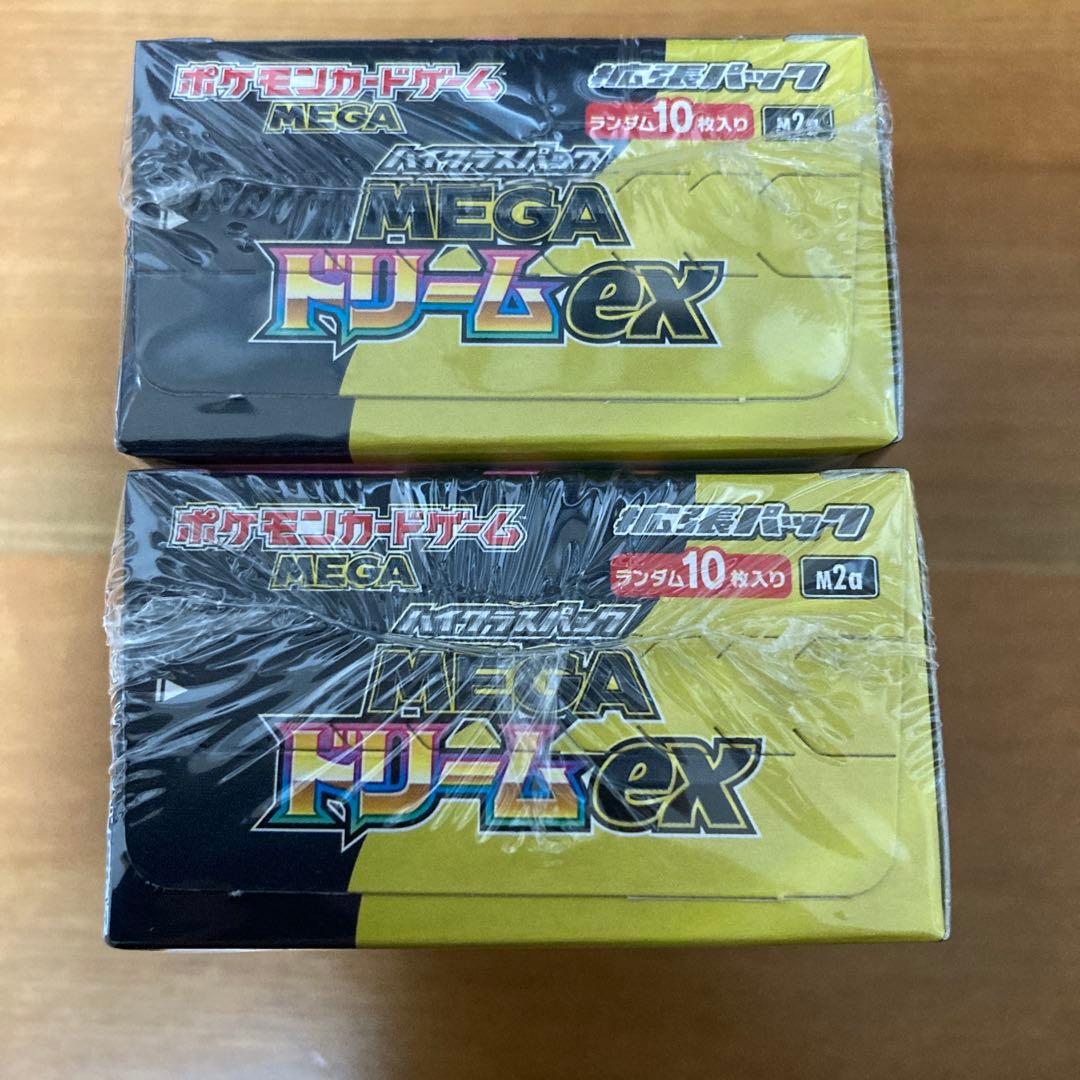 ポケモンカードゲーム
MEGA
拡張パック
ランダム10枚入り M2a
ハイクラスパック
MEGA
ドリームex
ポケモンカードゲーム
MEGA
拡張パック
ランダム10枚入り M2a
ハイクラスパック
MEGA
ドリームex